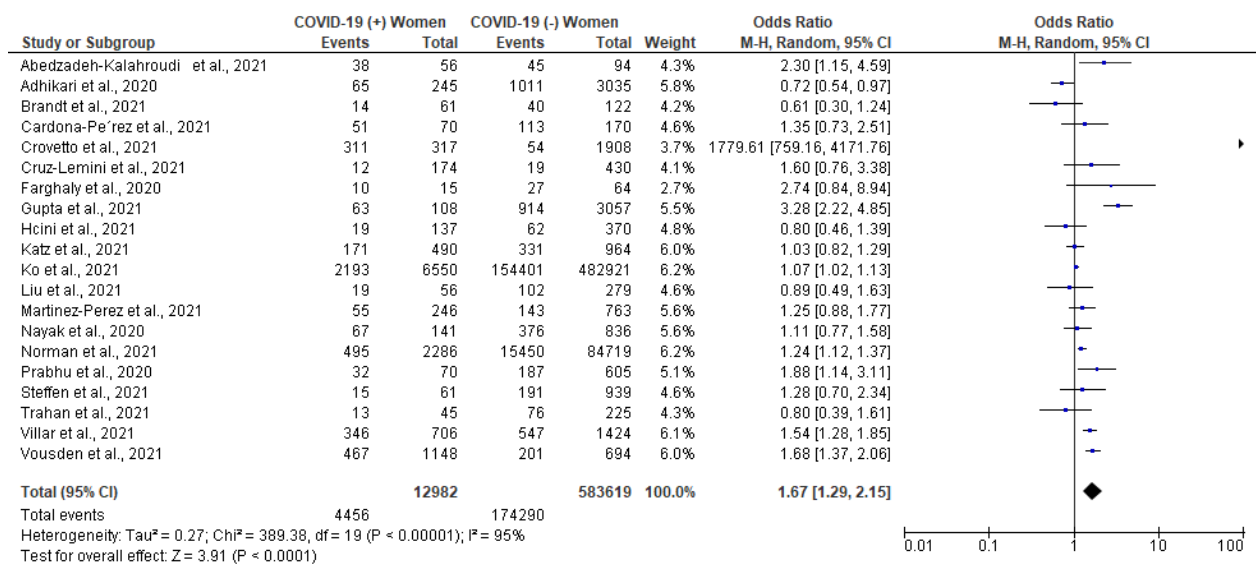 COVID-19 (+) Women COVID-19 (-) Women Odds Ratio Odds Ratio
Study or Subgroup Events Total Events Total Weight M-H, Random, 95% CI M-H, Random, 95% CI
Abedzadeh-Kalahroudi et al., 2021 38 56 45 94 4.3% 2.30 [1.15, 4.59]
Adhikari et al., 2020 65 245 1011 3035 5.8% 0.72 [0.54, 0.97]
Brandt et al., 2021 14 61 40 122 4.2% 0.61 [0.30, 1.24]
Cardona-Pe´rez et al., 2021 51 70 113 170 4.6% 1.35 [0.73, 2.51]
Crovetto et al., 2021 311 317 54 1908 3.7% 1779.61 [759.16, 4171.76]
Cruz-Lemini et al., 2021 12 174 19 430 4.1% 1.60 [0.76, 3.38]
Farghaly et al., 2020 10 15 27 64 2.7% 2.74 [0.84, 8.94]
Gupta et al., 2021 63 108 914 3057 5.5% 3.28 [2.22, 4.85]
Hcini et al., 2021 19 137 62 370 4.8% 0.80 [0.46, 1.39]
Katz et al., 2021 171 490 331 964 6.0% 1.03 [0.82, 1.29]
Ko et al., 2021 2193 6550 154401 482921 6.2% 1.07 [1.02, 1.13]
Liu et al., 2021 19 56 102 279 4.6% 0.89 [0.49, 1.63]
Martinez-Perez et al., 2021 55 246 143 763 5.6% 1.25 [0.88, 1.77]
Nayak et al., 2020 67 141 376 836 5.6% 1.11 [0.77, 1.58]
Norman et al., 2021 495 2286 15450 84719 6.2% 1.24 [1.12, 1.37]
Prabhu et al., 2020 32 70 187 605 5.1% 1.88 [1.14, 3.11]
Steffen et al., 2021 15 61 191 939 4.8% 1.28 [0.70, 2.34]
Trahan et al., 2021 13 45 76 225 4.3% 0.80 [0.39, 1.61]
Villar et al., 2021 346 706 547 1424 6.1% 1.54 [1.28, 1.85]
Vousden et al., 2021 467 1148 201 694 6.0% 1.68 [1.37, 2.06]
Total (95% CI) 12982 583619 100.0% 1.67 [1.29, 2.15]
Total events 4456 174290
Heterogeneity: Tau² = 0.27; Chi² = 389.38, df = 19 (P < 0.00001); I² = 95%
Test for overall effect: Z = 3.91 (P < 0.0001)
0.01 0.1 1 10 100